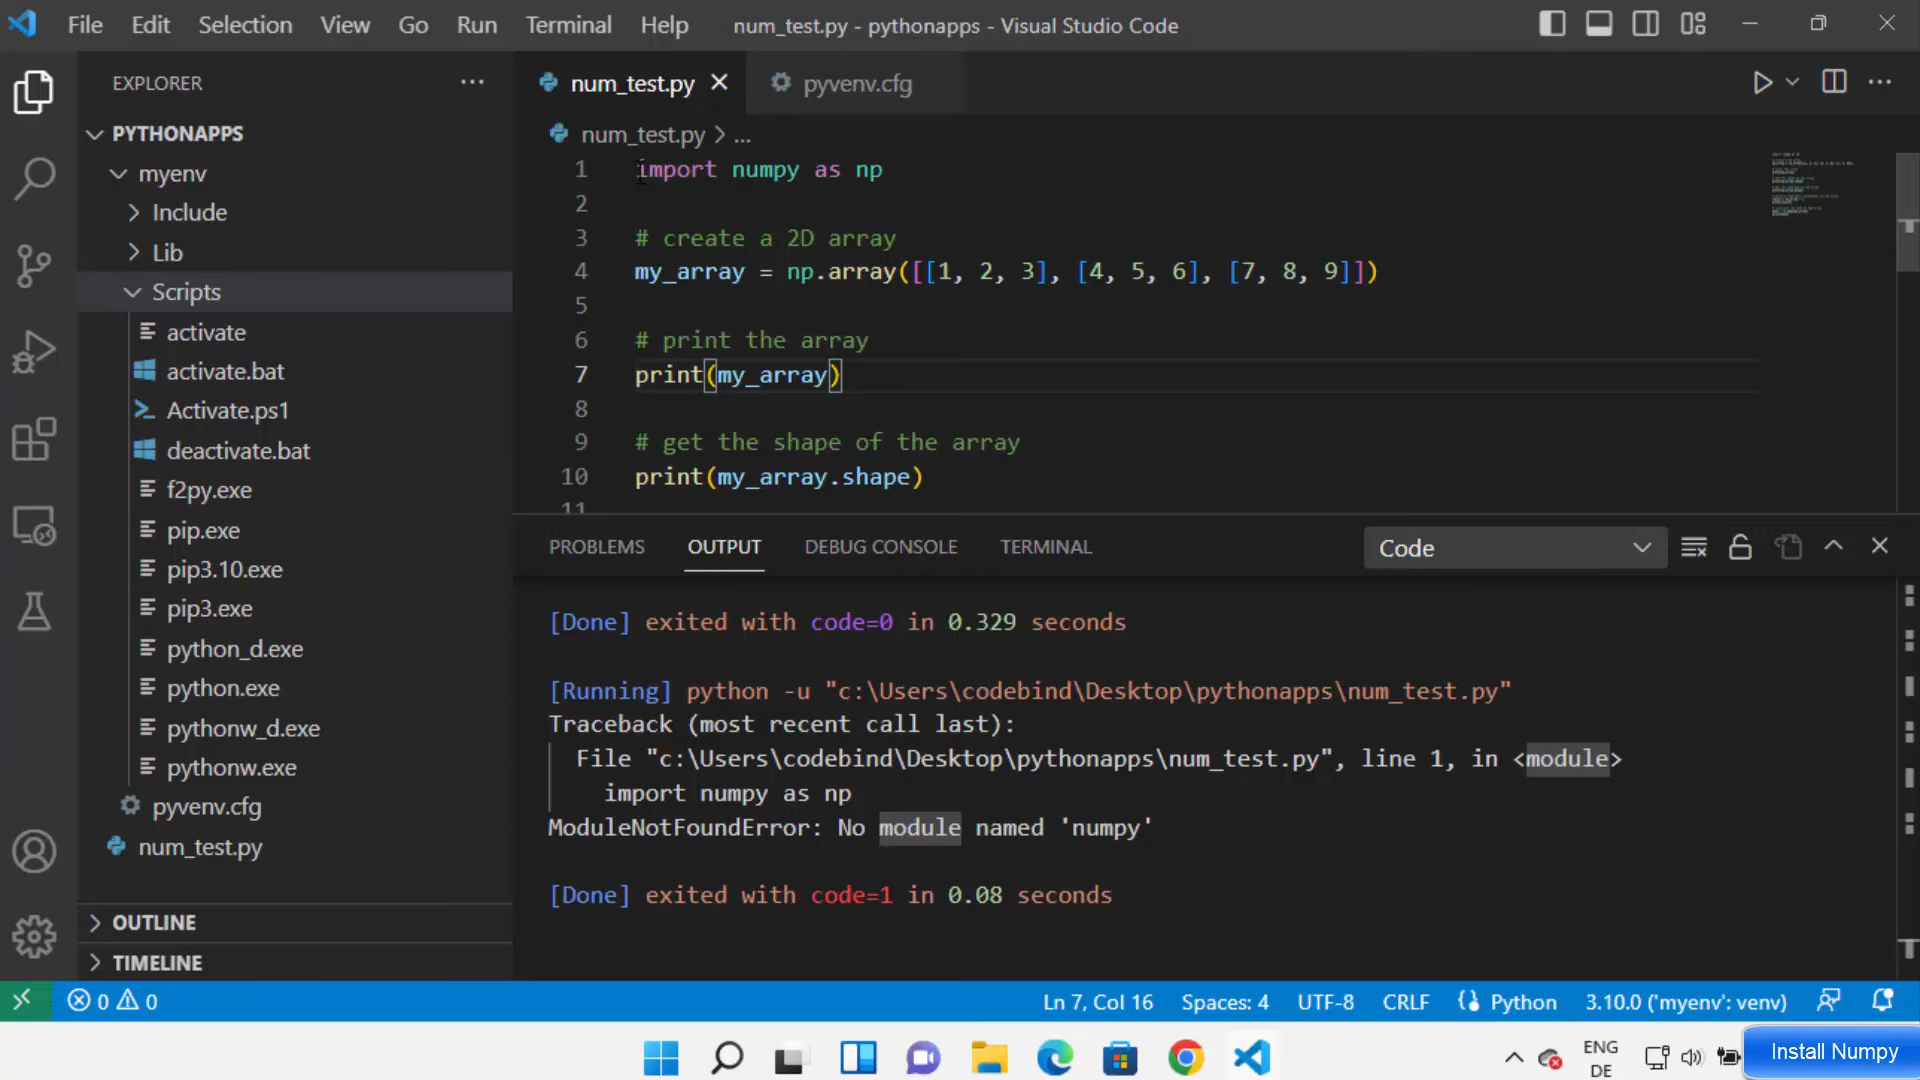 File Edit Selection View Go Run Terminal Help num_test.py - pythonapps - Visual Studio Code
EXPLORER
PYTHONAPPS
myenv
Include
Lib
Scripts
activate
activate.bat
Activate.ps1
deactivate.bat
f2py.exe
pip.exe
pip3.10.exe
pip3.exe
python_d.exe
python.exe
pythonw_d.exe
pythonw.exe
pyvenv.cfg
num_test.py
OUTLINE
TIMELINE
num_test.py pyvenv.cfg
num_test.py > ...
1 import numpy as np
2
3 # create a 2D array
4 my_array = np.array([[1, 2, 3], [4, 5, 6], [7, 8, 9]])
5
6 # print the array
7 print(my_array)
8
9 # get the shape of the array
10 print(my_array.shape)
11
PROBLEMS OUTPUT DEBUG CONSOLE TERMINAL Code
[Done] exited with code=0 in 0.329 seconds
[Running] python -u "c:\Users\codebind\Desktop\pythonapps\num_test.py"
Traceback (most recent call last):
File "c:\Users\codebind\Desktop\pythonapps\num_test.py", line 1, in <module>
import numpy as np
ModuleNotFoundError: No module named 'numpy'
[Done] exited with code=1 in 0.08 seconds
0 0 Ln 7, Col 16 Spaces: 4 UTF-8 CRLF Python 3.10.0 ('myenv': venv)
ENG
DE
Install Numpy